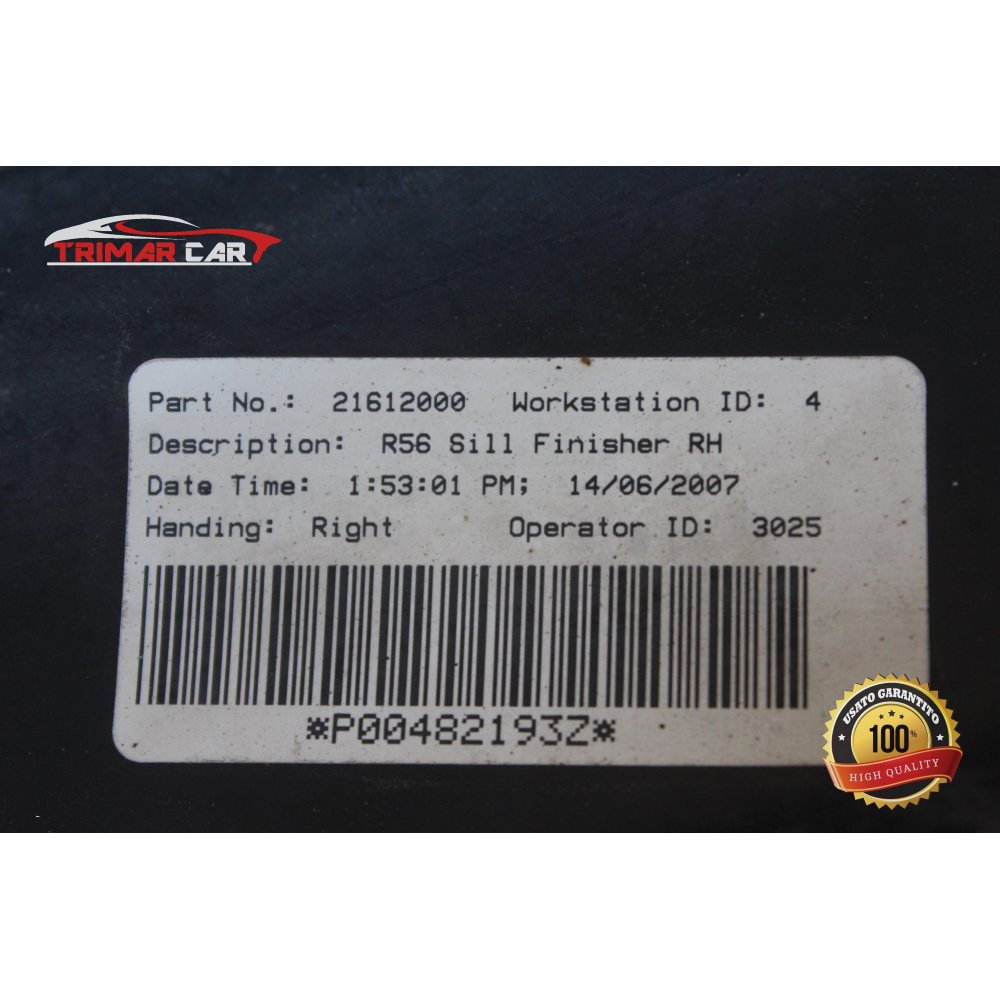 TRIMAR CAR
Part No.: 21612000 Workstation ID: 4
Description: R56 Sill Finisher RH
Date Time: 1:53:01 PM; 14/06/2007
Handing: Right Operator ID: 3025
*P00482193Z*
USATO GARANTITO
100%
HIGH QUALITY